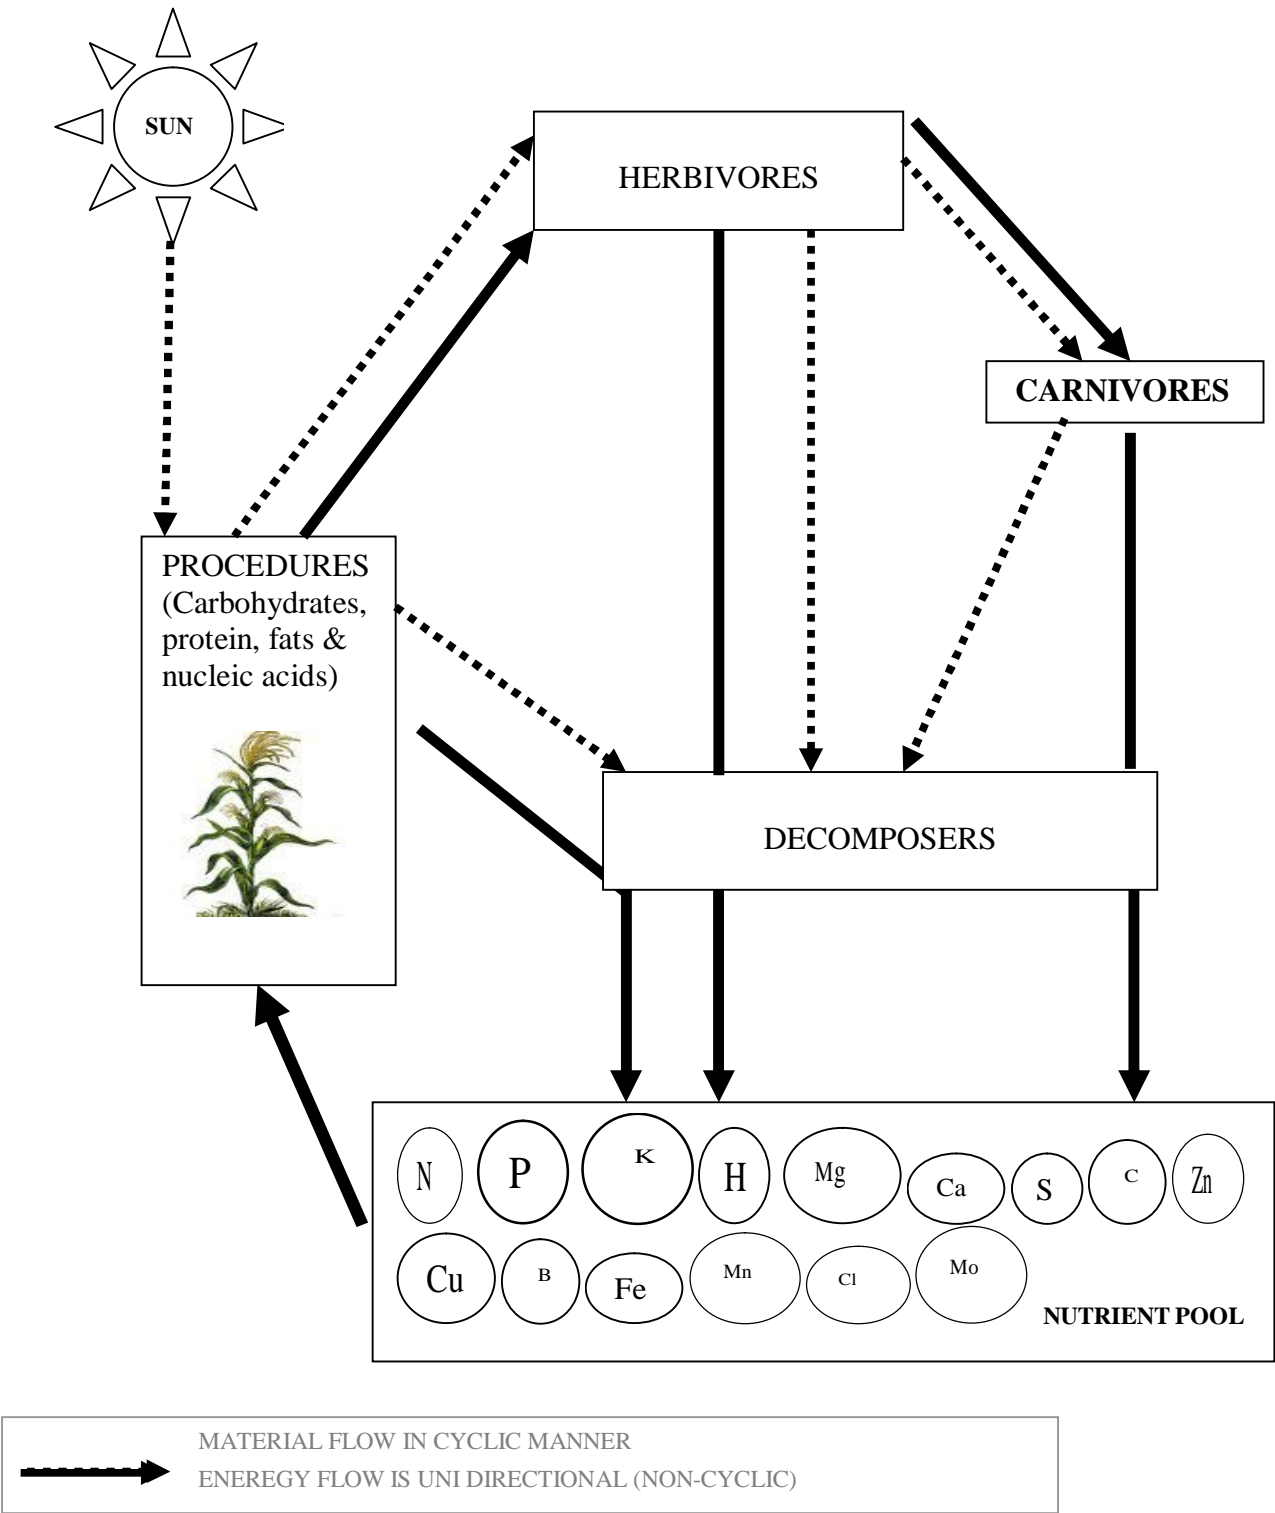 SUN
HERBIVORES
CARNIVORES
PROCEDURES
(Carbohydrates,
protein, fats &
nucleic acids)
DECOMPOSERS
N P K H Mg Ca S C Zn
Cu B Fe Mn Cl Mo
NUTRIENT POOL
MATERIAL FLOW IN CYCLIC MANNER
ENEREGY FLOW IS UNI DIRECTIONAL (NON-CYCLIC)